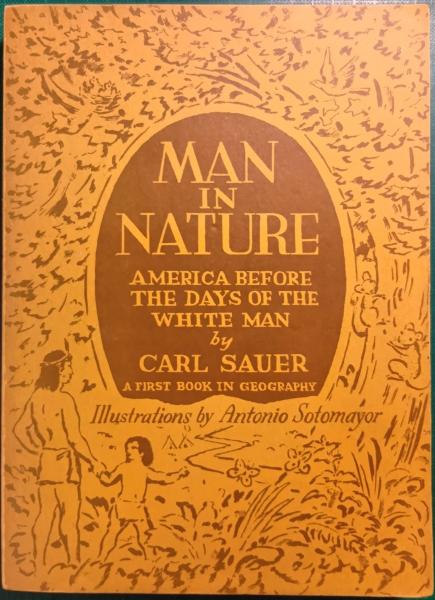 MAN
IN
NATURE
AMERICA BEFORE
THE DAYS OF THE
WHITE MAN
by
CARL SAUER
A FIRST BOOK IN GEOGRAPHY
Illustrations by Antonio Sotomayor